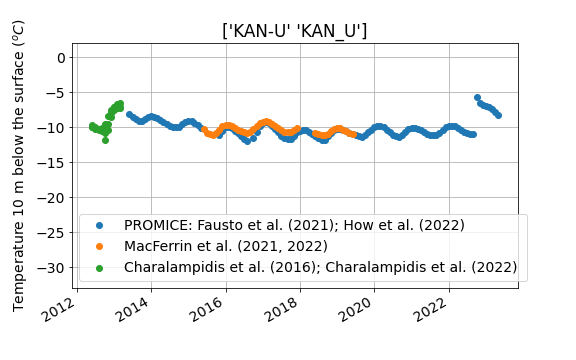 ['KAN-U' 'KAN_U']
Temperature 10 m below the surface (°C)
0
−5
−10
−15
−20
−25
−30
PROMICE: Fausto et al. (2021); How et al. (2022)
MacFerrin et al. (2021, 2022)
Charalampidis et al. (2016); Charalampidis et al. (2022)
2012
2014
2016
2018
2020
2022